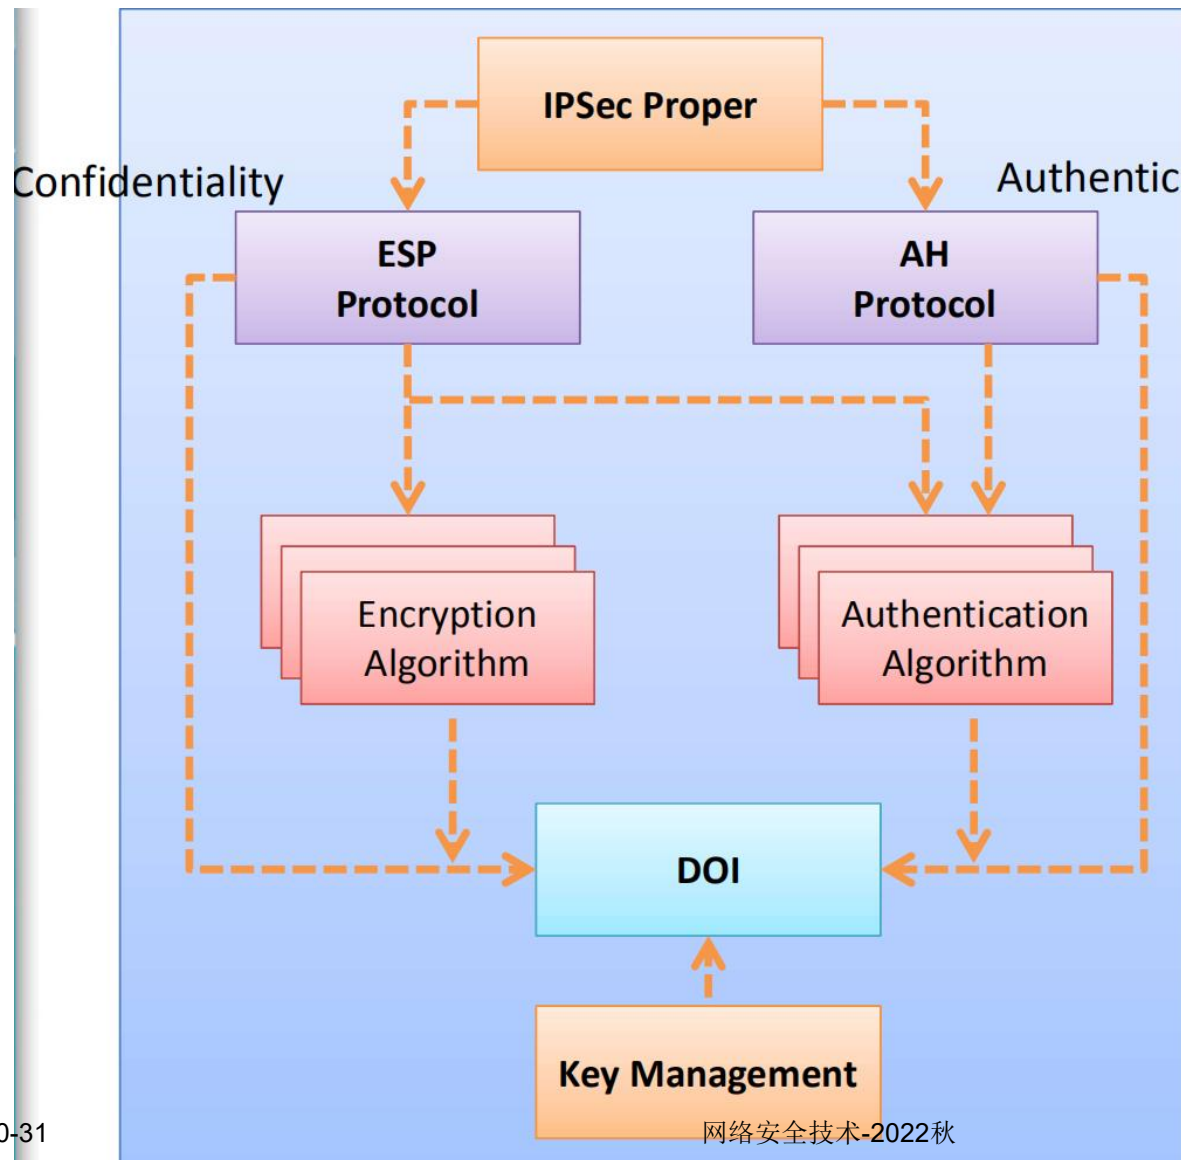 IPSec Proper
Confidentiality
Authentic
ESP
Protocol
AH
Protocol
Encryption
Algorithm
Authentication
Algorithm
DOI
Key Management
0-31
网络安全技术-2022秋